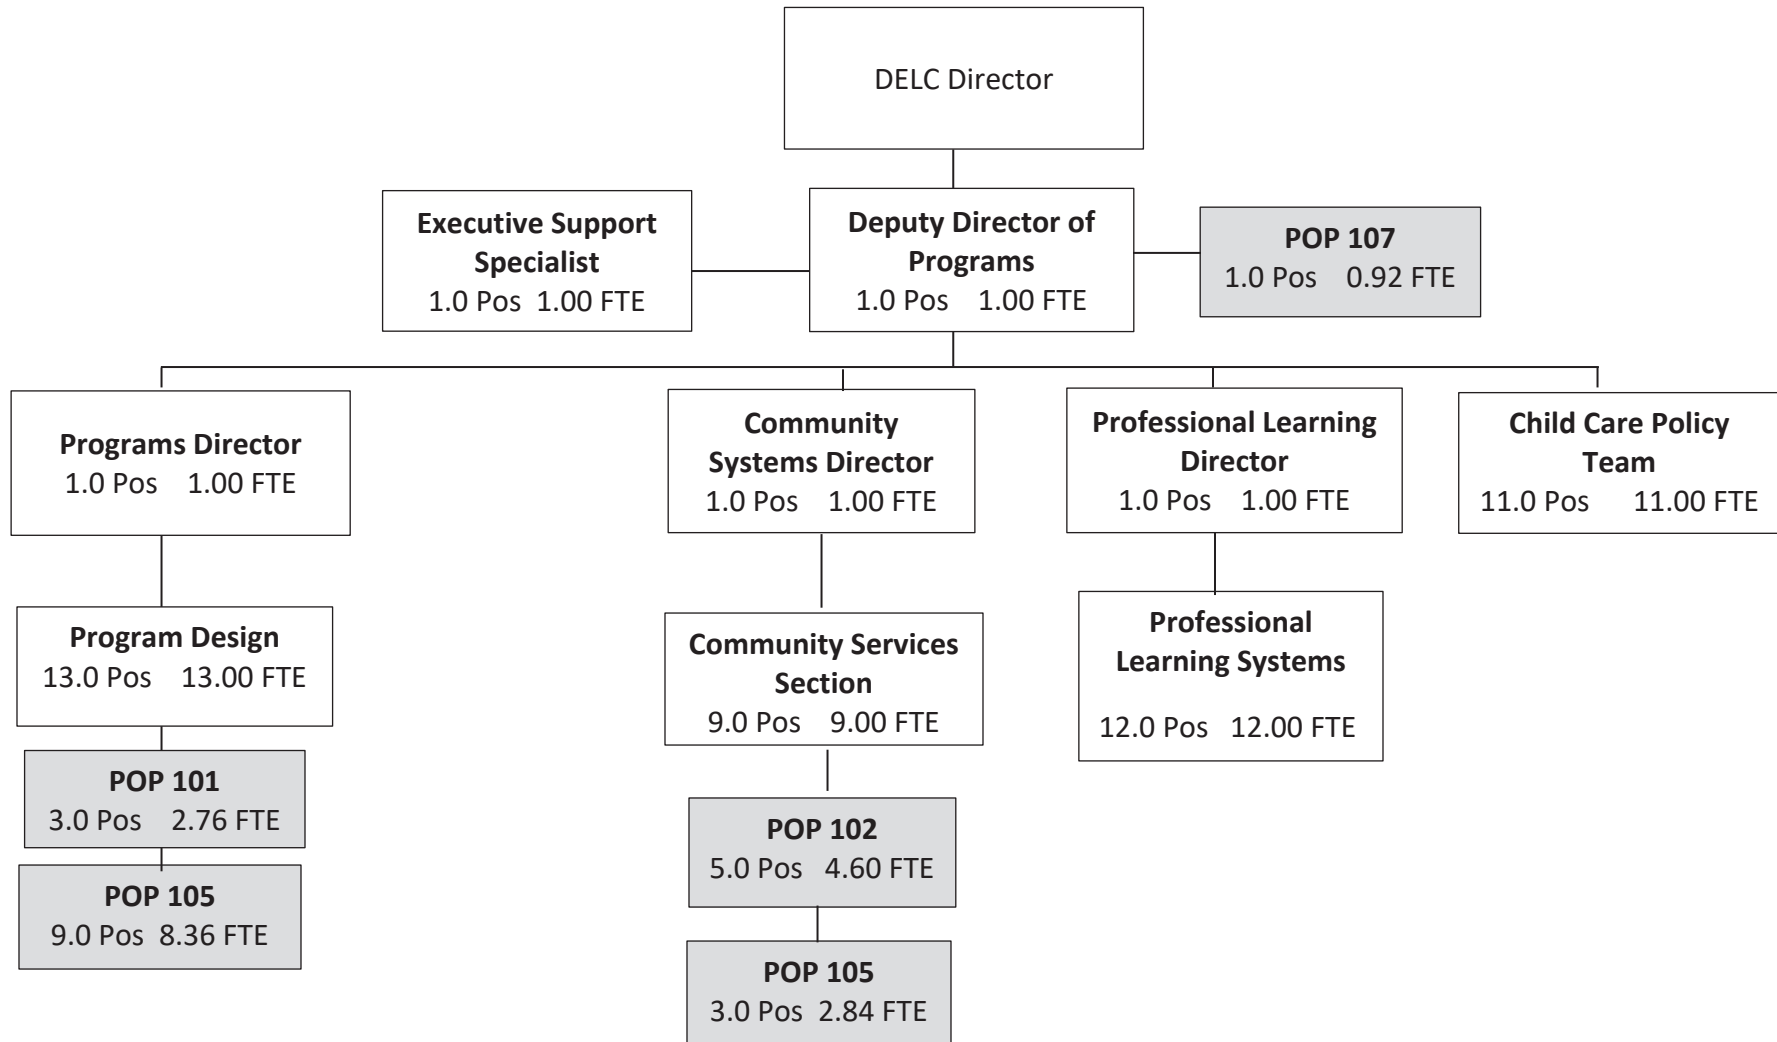 DELC Director
Executive Support
Specialist
1.0 Pos 1.00 FTE
Deputy Director of
Programs
1.0 Pos 1.00 FTE
POP 107
1.0 Pos 0.92 FTE
Programs Director
1.0 Pos 1.00 FTE
Community
Systems Director
1.0 Pos 1.00 FTE
Professional Learning
Director
1.0 Pos 1.00 FTE
Child Care Policy
Team
11.0 Pos 11.00 FTE
Program Design
13.0 Pos 13.00 FTE
Community Services
Section
9.0 Pos 9.00 FTE
Professional
Learning Systems
12.0 Pos 12.00 FTE
POP 101
3.0 Pos 2.76 FTE
POP 102
5.0 Pos 4.60 FTE
POP 105
9.0 Pos 8.36 FTE
POP 105
3.0 Pos 2.84 FTE